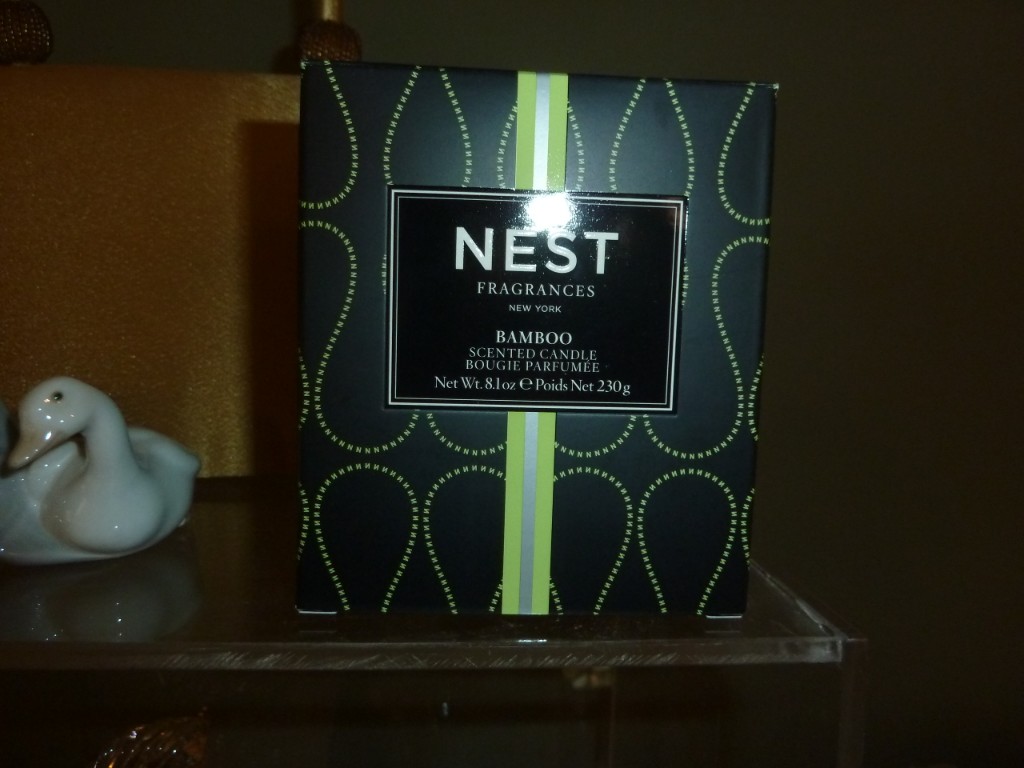 NEST
FRAGRANCES
NEW YORK
BAMBOO
SCENTED CANDLE
BOUGIE PARFUMÉE
Net Wt. 8.1oz ℮ Poids Net 230g